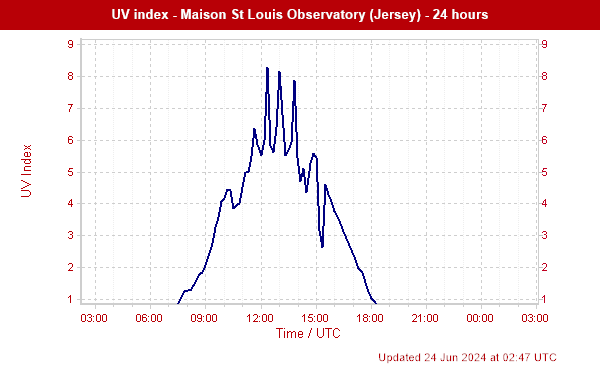 UV index - Maison St Louis Observatory (Jersey) - 24 hours
9 9
8 8
7 7
6 6
5 5
4 4
3 3
2 2
1 1
UV Index
03:00 06:00 09:00 12:00 15:00 18:00 21:00 00:00 03:00
Time / UTC
Updated 24 Jun 2024 at 02:47 UTC